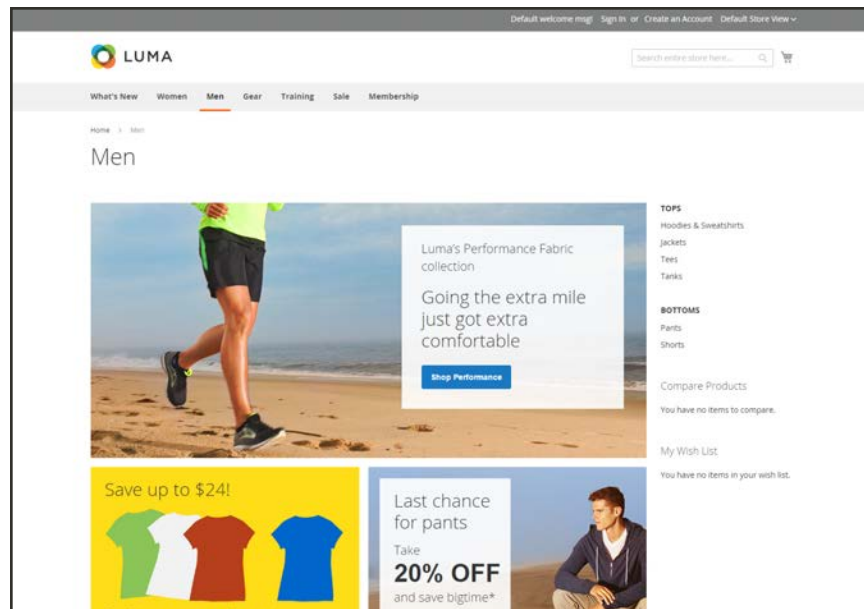 Default welcome msg! Sign In or Create an Account Default Store View
LUMA
Search entire store here...
What's New Women Men Gear Training Sale Membership
Home > Men
Men
Luma's Performance Fabric
collection
Going the extra mile
just got extra
comfortable
Shop Performance
TOPS
Hoodies & Sweatshirts
Jackets
Tees
Tanks
BOTTOMS
Pants
Shorts
Compare Products
You have no items to compare.
My Wish List
You have no items in your wish list.
Save up to $24!
Last chance
for pants
Take
20% OFF
and save bigtime*